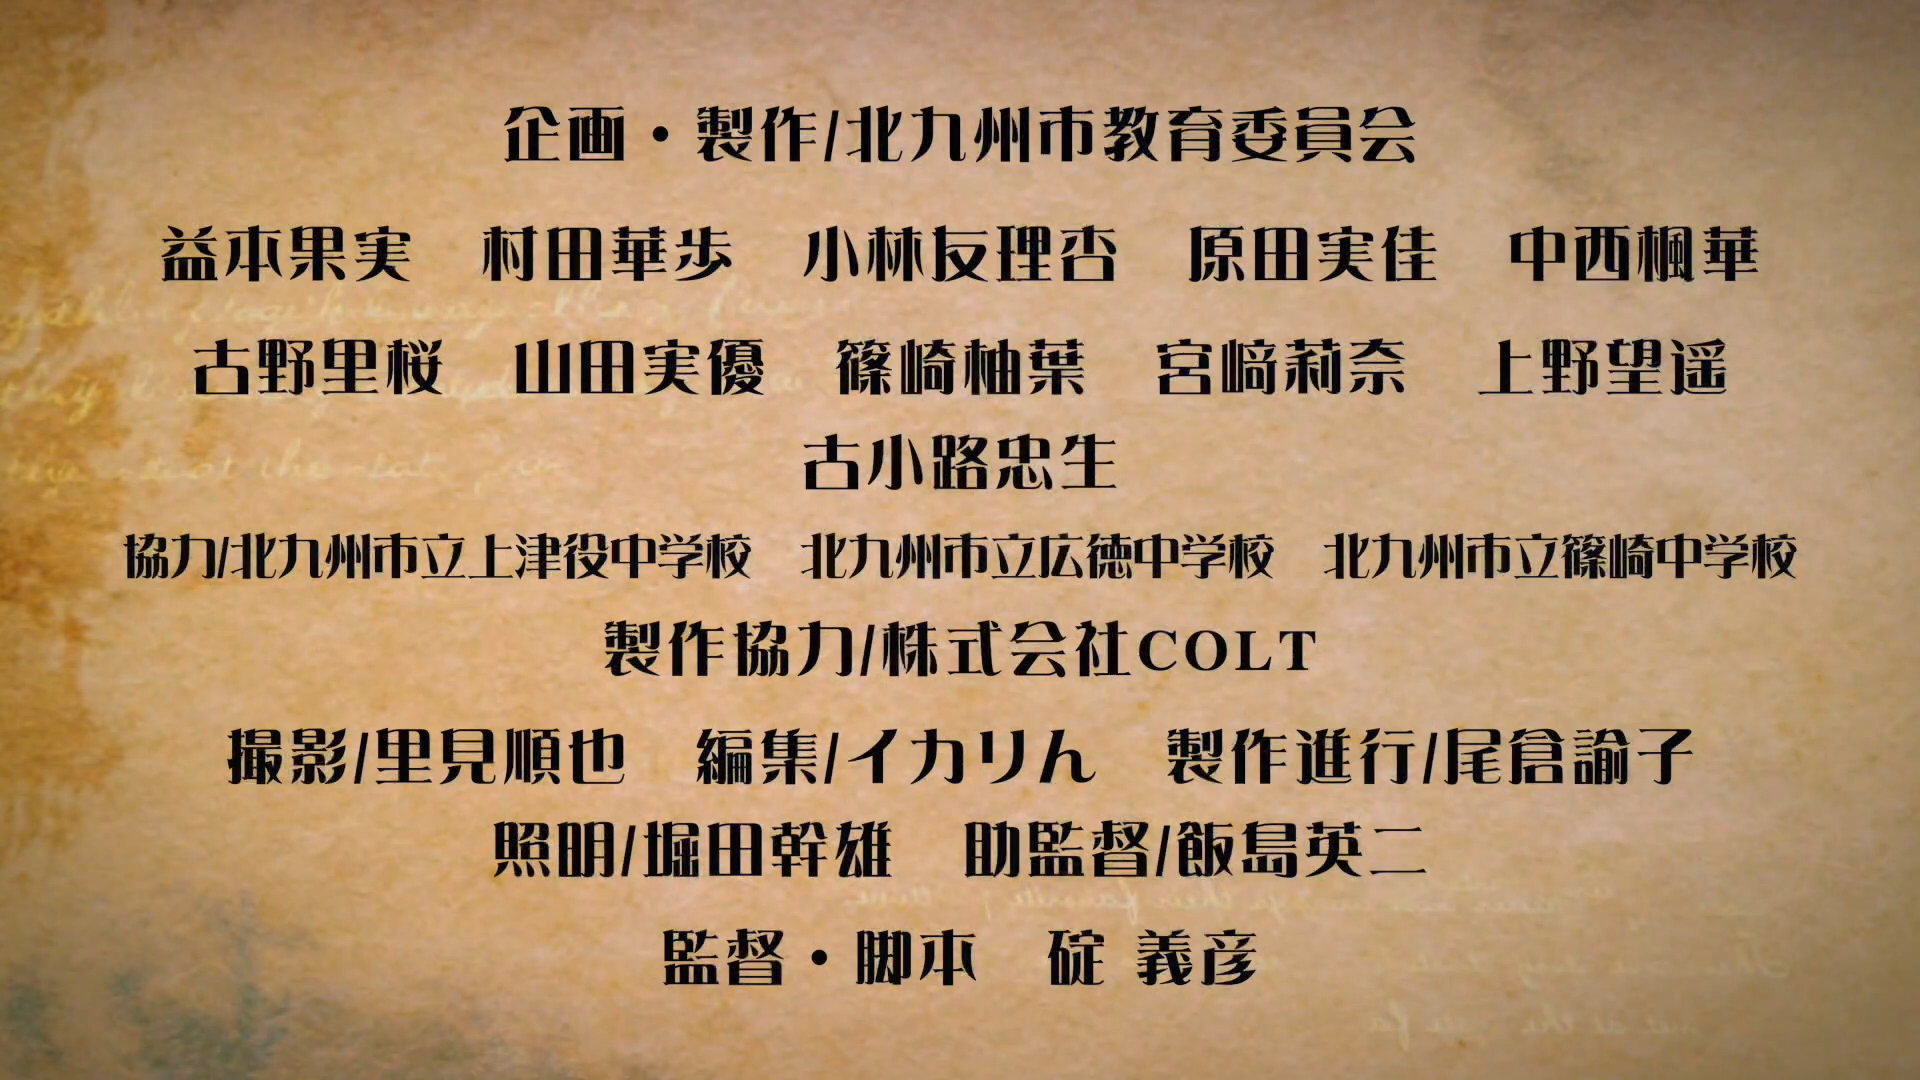 企画・製作/北九州市教育委員会
益本果実　村田華歩　小林友理杏　原田実佳　中西楓華
古野里桜　山田実優　篠崎柚葉　宮﨑莉奈　上野望遥
古小路忠生
協力/北九州市立上津役中学校　北九州市立広徳中学校　北九州市立篠崎中学校
製作協力/株式会社COLT
撮影/里見順也　編集/イカリん　製作進行/尾倉諭子
照明/堀田幹雄　助監督/飯島英二
監督・脚本　碇 義彦